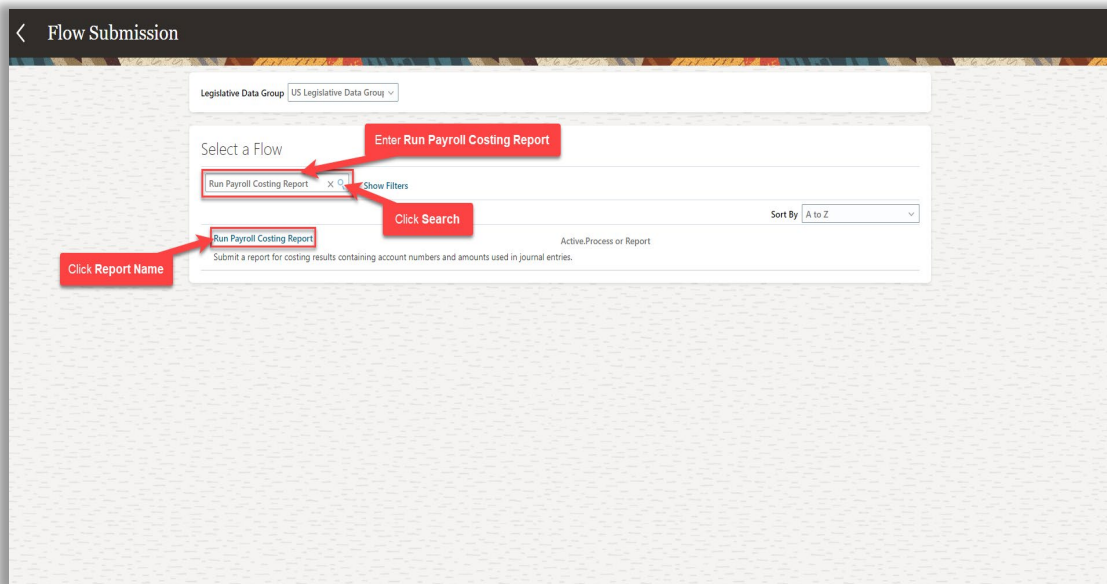 Flow Submission
Legislative Data Group US Legislative Data Group
Enter Run Payroll Costing Report
Select a Flow
Run Payroll Costing Report
Show Filters
Click Search
Sort By A to Z
Run Payroll Costing Report
Active.Process or Report
Submit a report for costing results containing account numbers and amounts used in journal entries.
Click Report Name